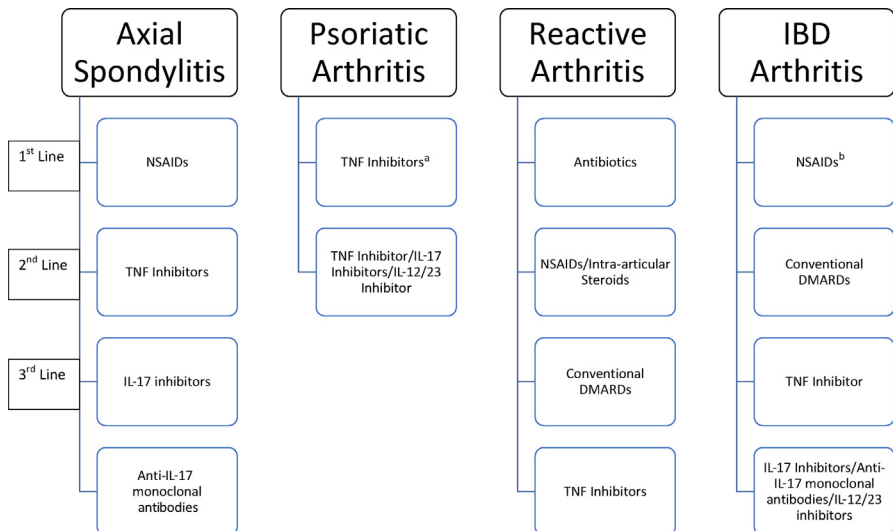 Axial
Spondylitis
Psoriatic
Arthritis
Reactive
Arthritis
IBD
Arthritis
1st Line
NSAIDs
TNF Inhibitorsᵃ
Antibiotics
NSAIDsᵇ
2nd Line
TNF Inhibitors
TNF Inhibitor/IL-17
Inhibitors/IL-12/23
Inhibitor
NSAIDs/Intra-articular
Steroids
Conventional
DMARDs
3rd Line
IL-17 inhibitors
Conventional
DMARDs
TNF Inhibitor
Anti-IL-17
monoclonal
antibodies
TNF Inhibitors
IL-17 Inhibitors/Anti-
IL-17 monoclonal
antibodies/IL-12/23
inhibitors